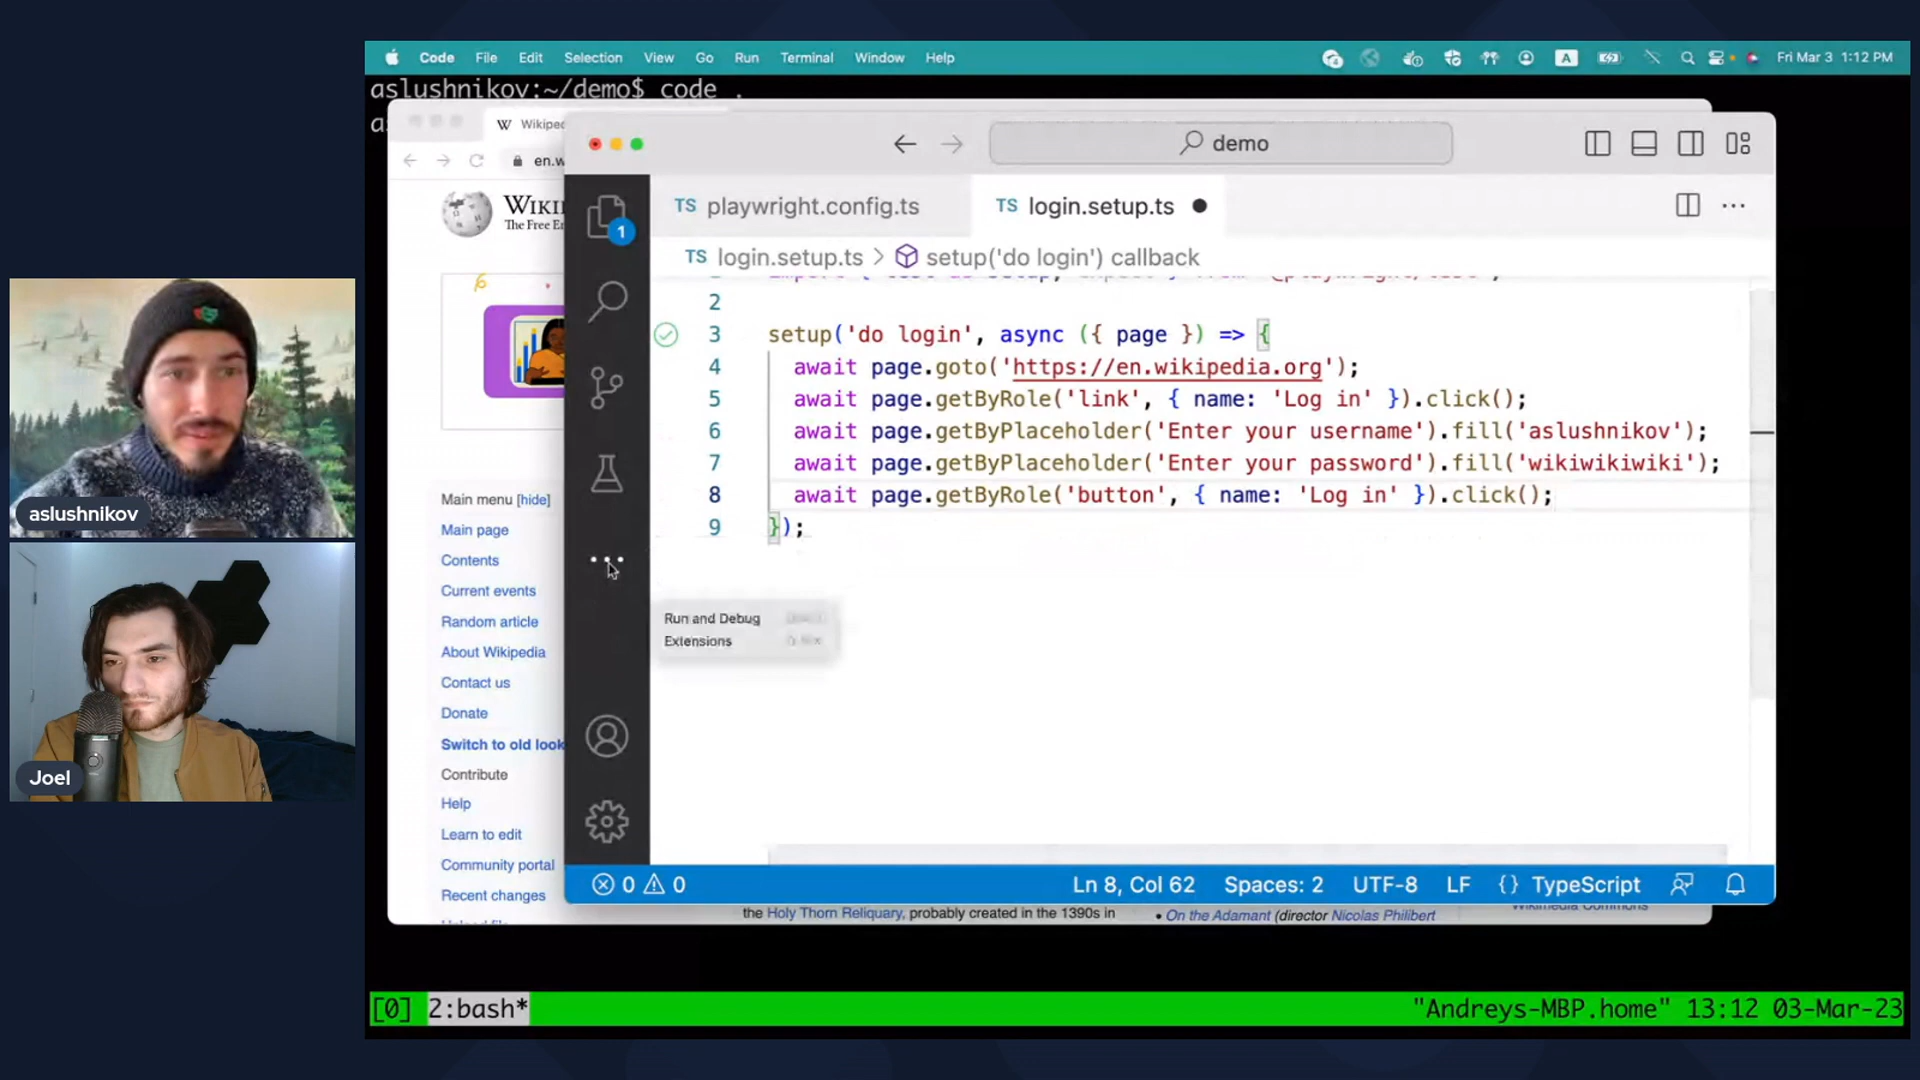 Code File Edit Selection View Go Run Terminal Window Help
A
Fri Mar 3 1:12 PM
aslushnikov:~/demo$ code .
a
W
en.w
The Free
demo
1
TS playwright.config.ts
TS login.setup.ts ●
TS login.setup.ts > setup('do login') callback
2
3 setup('do login', async ({ page }) => {
4 await page.goto('https://en.wikipedia.org');
5 await page.getByRole('link', { name: 'Log in' }).click();
6 await page.getByPlaceholder('Enter your username').fill('aslushnikov');
7 await page.getByPlaceholder('Enter your password').fill('wikiwikiwiki');
8 await page.getByRole('button', { name: 'Log in' }).click();
9 });
Run and Debug
Extensions
Main menu [hide]
Main page
Contents
Current events
Random article
About Wikipedia
Contact us
Donate
Switch to old look
Contribute
Help
Learn to edit
Community portal
Recent changes
0 0
Ln 8, Col 62 Spaces: 2 UTF-8 LF {} TypeScript
the Holy Thorn Reliquary, probably created in the 1390s in
• On the Adamant (director Nicolas Philibert
aslushnikov
Joel
[0] 2:bash*
"Andreys-MBP.home" 13:12 03-Mar-23